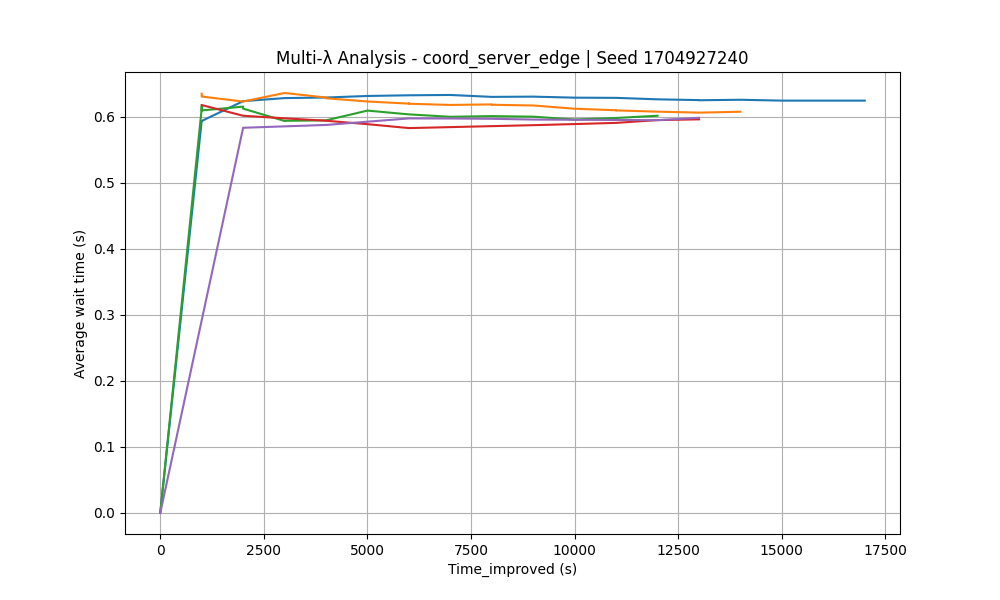 Multi-λ Analysis - coord_server_edge | Seed 1704927240
Average wait time (s)
0.6
0.5
0.4
0.3
0.2
0.1
0.0
0 2500 5000 7500 10000 12500 15000 17500
Time_improved (s)